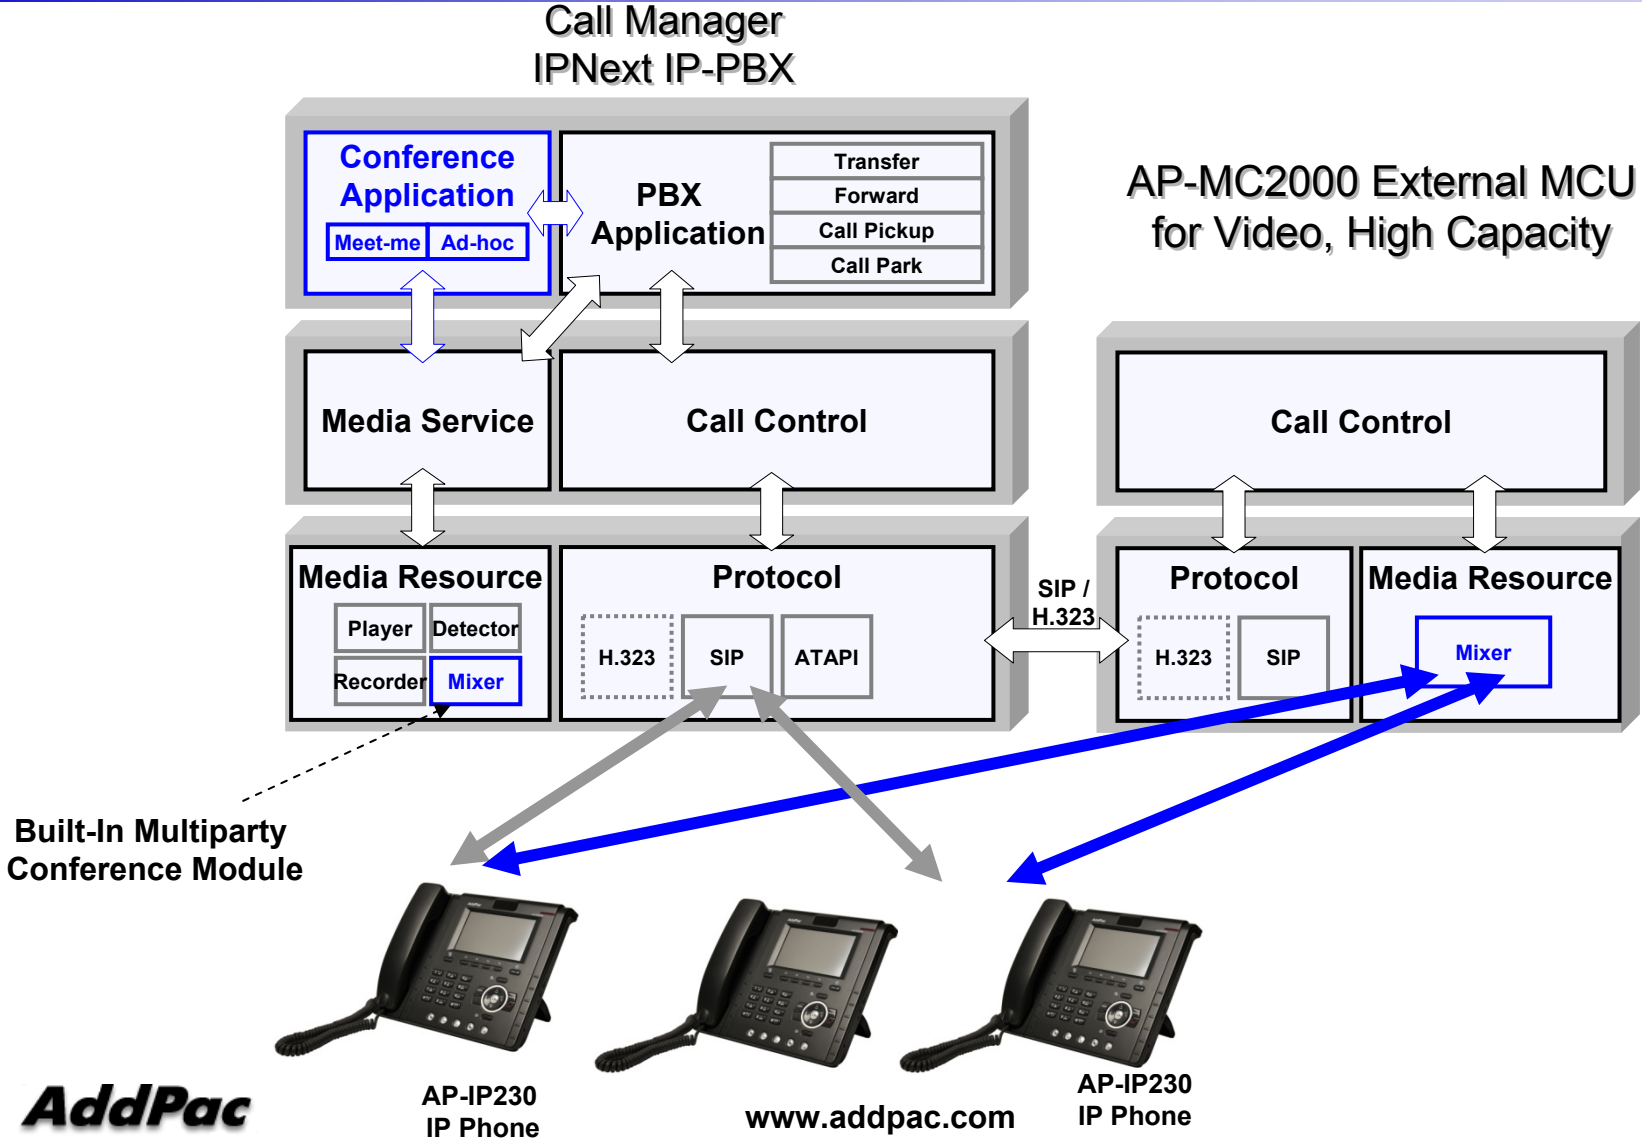 Call Manager
IPNext IP-PBX
AP-MC2000 External MCU
for Video, High Capacity
Conference
Application
Meet-me Ad-hoc
PBX
Application
Transfer
Forward
Call Pickup
Call Park
Media Service
Call Control
Call Control
Media Resource
Player Detector
Recorder Mixer
Protocol
H.323 SIP ATAPI
SIP /
H.323
Protocol
H.323 SIP
Media Resource
Mixer
Built-In Multiparty
Conference Module
AddPac
AP-IP230
IP Phone
www.addpac.com
AP-IP230
IP Phone